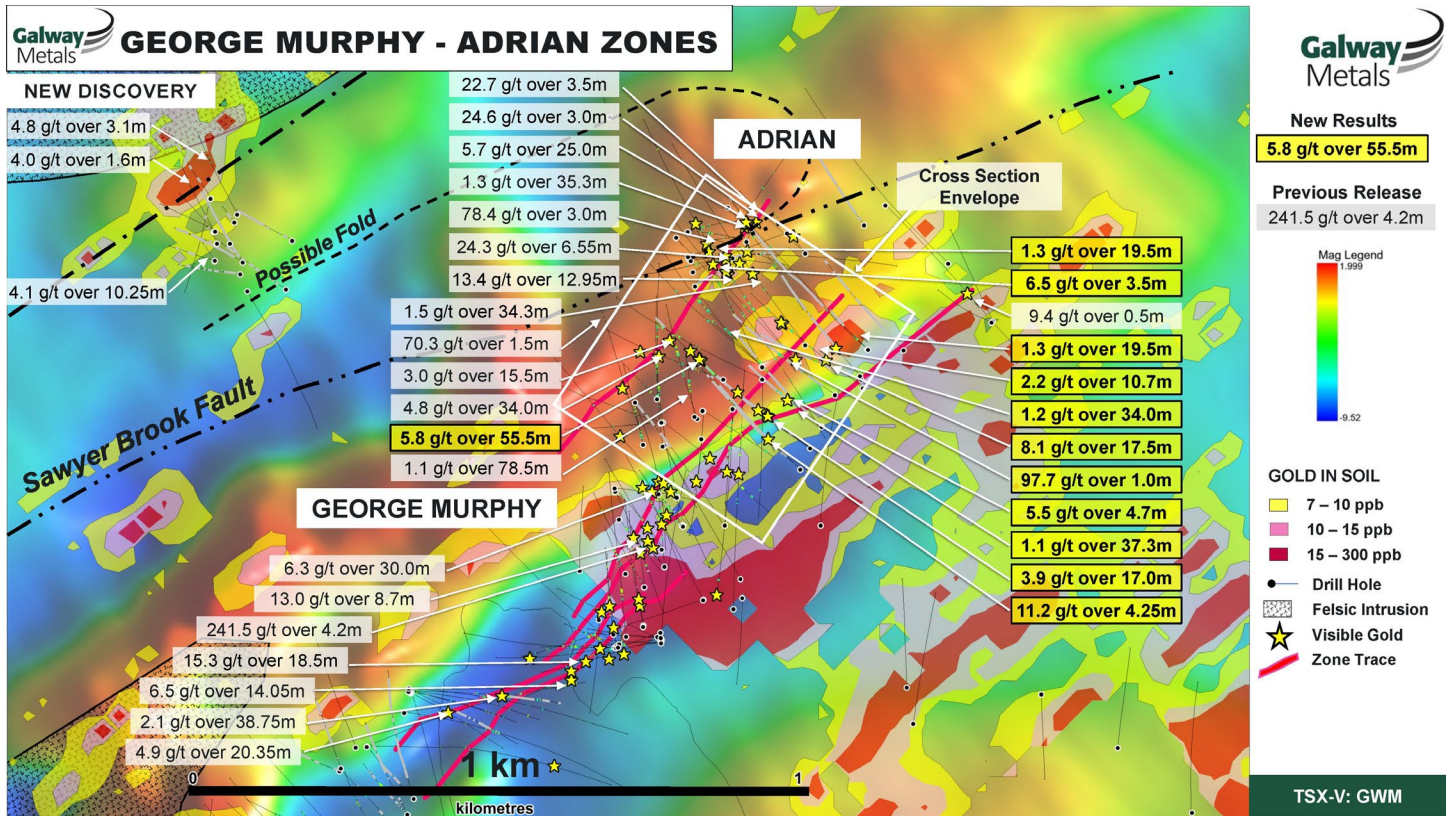 Galway
Metals
GEORGE MURPHY - ADRIAN ZONES
NEW DISCOVERY
4.8 g/t over 3.1m
4.0 g/t over 1.6m
4.1 g/t over 10.25m
Possible Fold
Sawyer Brook Fault
22.7 g/t over 3.5m
24.6 g/t over 3.0m
5.7 g/t over 25.0m
1.3 g/t over 35.3m
78.4 g/t over 3.0m
24.3 g/t over 6.55m
13.4 g/t over 12.95m
1.5 g/t over 34.3m
70.3 g/t over 1.5m
3.0 g/t over 15.5m
4.8 g/t over 34.0m
5.8 g/t over 55.5m
1.1 g/t over 78.5m
GEORGE MURPHY
6.3 g/t over 30.0m
13.0 g/t over 8.7m
241.5 g/t over 4.2m
15.3 g/t over 18.5m
6.5 g/t over 14.05m
2.1 g/t over 38.75m
4.9 g/t over 20.35m
ADRIAN
Cross Section
Envelope
1.3 g/t over 19.5m
6.5 g/t over 3.5m
9.4 g/t over 0.5m
1.3 g/t over 19.5m
2.2 g/t over 10.7m
1.2 g/t over 34.0m
8.1 g/t over 17.5m
97.7 g/t over 1.0m
5.5 g/t over 4.7m
1.1 g/t over 37.3m
3.9 g/t over 17.0m
11.2 g/t over 4.25m
1 km
0
1
kilometres
Galway
Metals
New Results
5.8 g/t over 55.5m
Previous Release
241.5 g/t over 4.2m
Mag Legend
1.999
-9.52
GOLD IN SOIL
7 – 10 ppb
10 – 15 ppb
15 – 300 ppb
Drill Hole
Felsic Intrusion
Visible Gold
Zone Trace
TSX-V: GWM